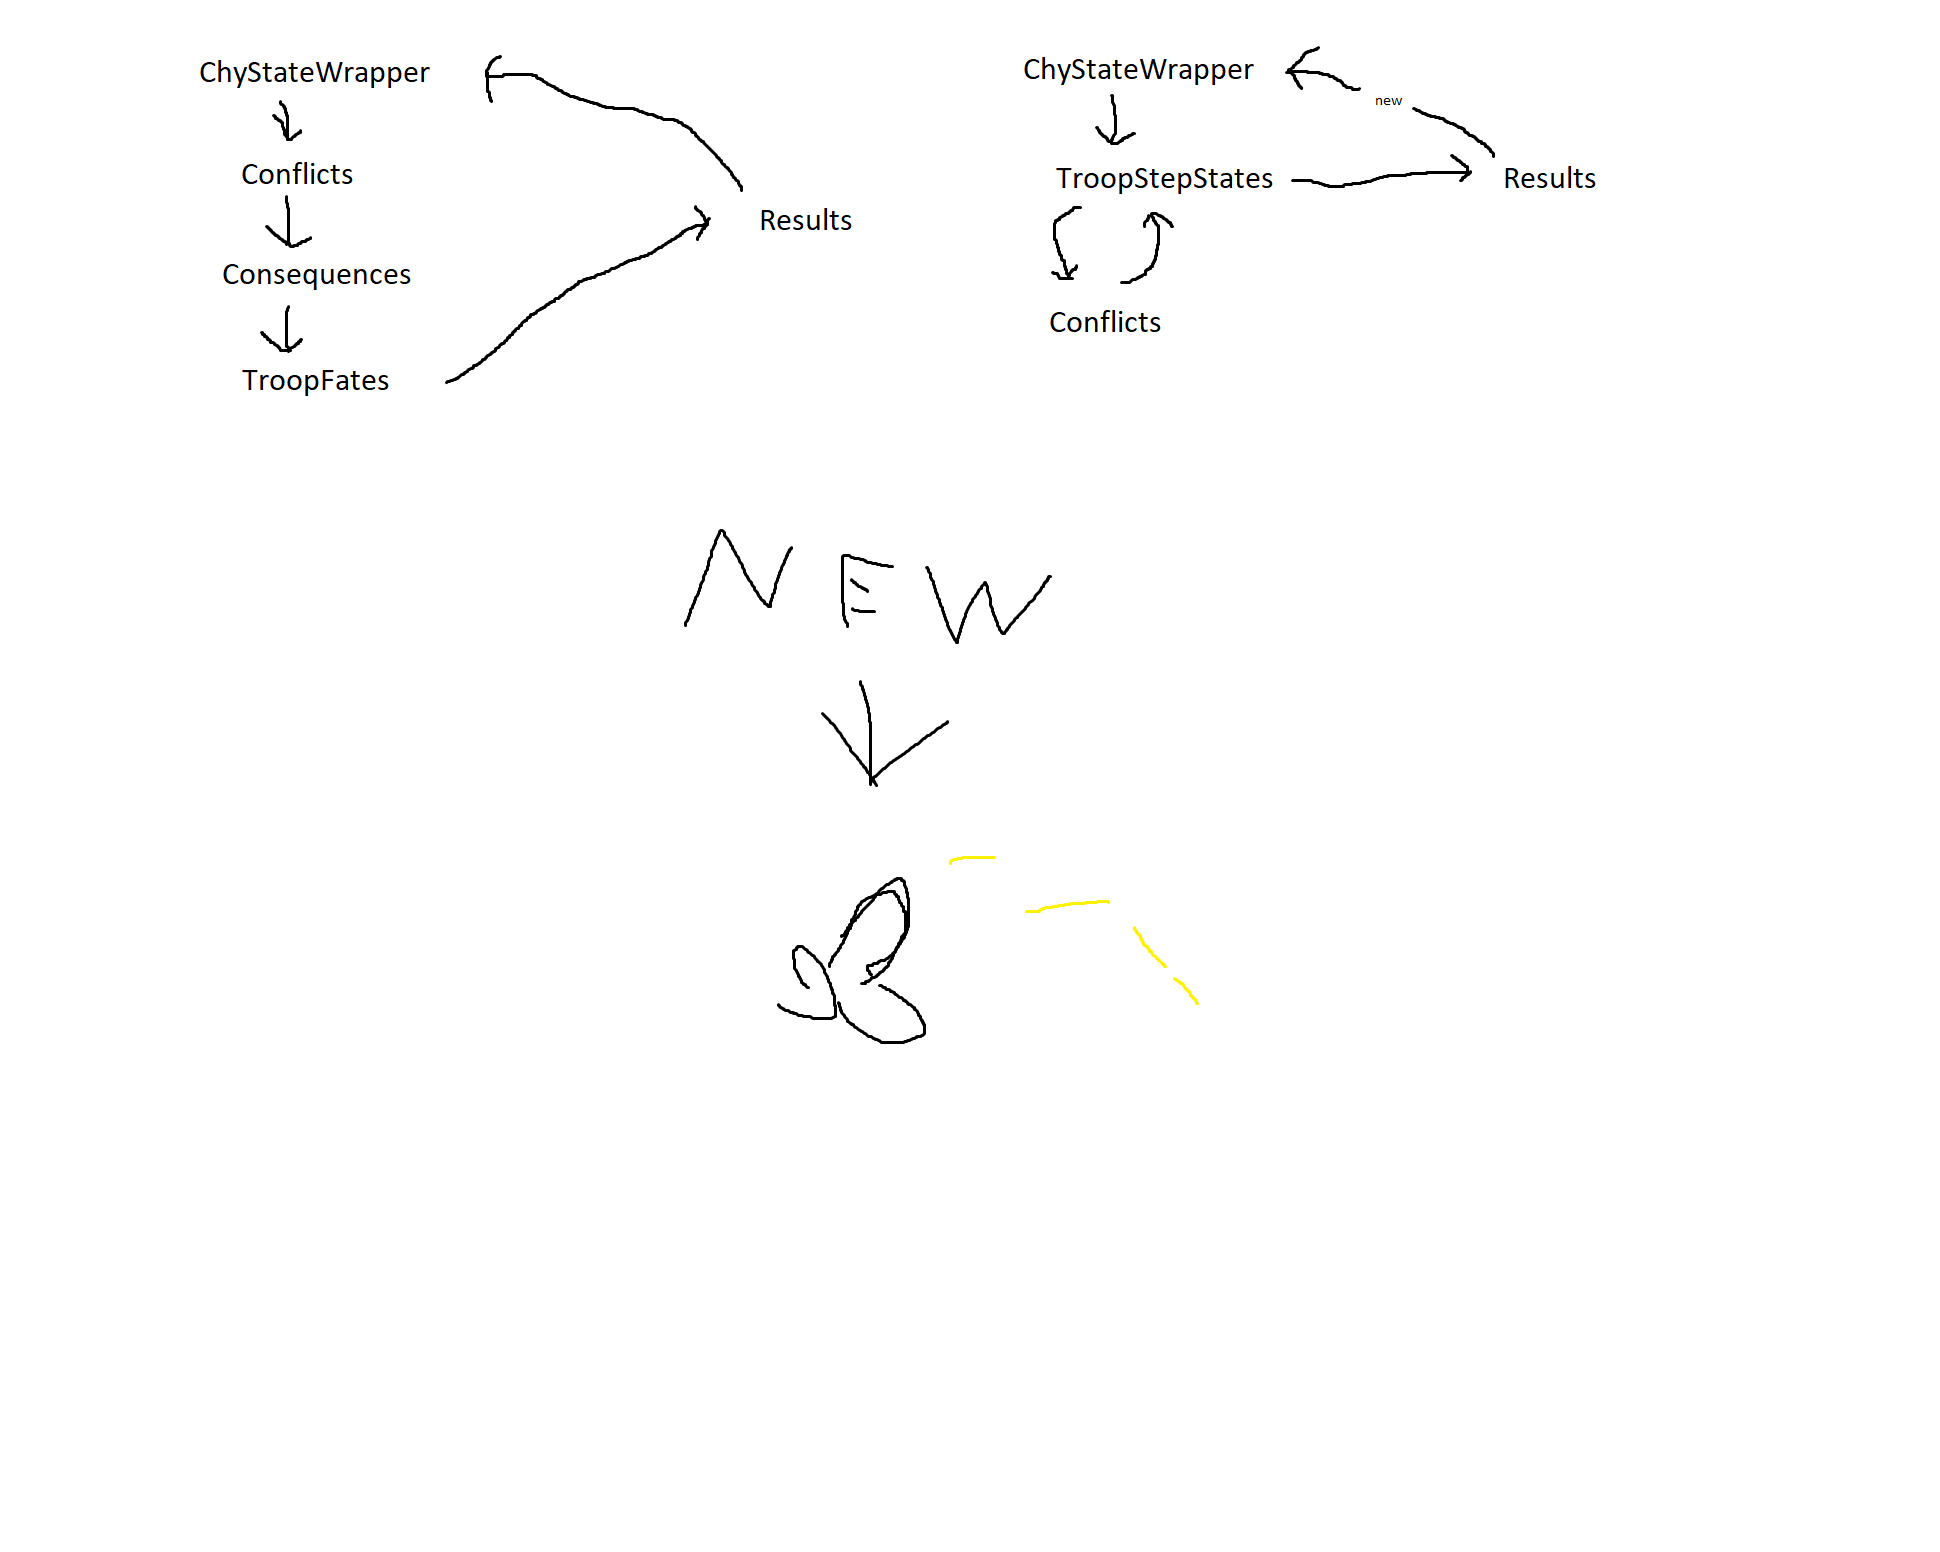 ChyStateWrapper
Conflicts
Consequences
TroopFates
Results
ChyStateWrapper
new
TroopStepStates
Results
Conflicts
NEW